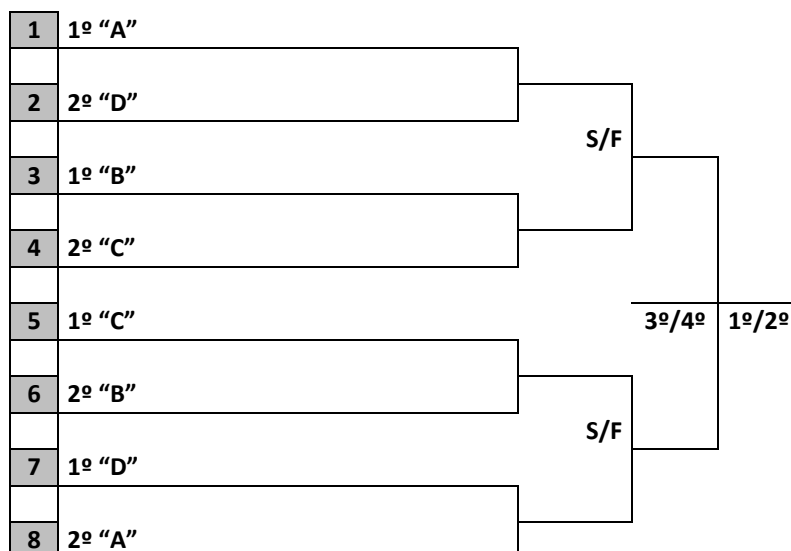 1 1º “A”
2 2º “D”
S/F
3 1º “B”
4 2º “C”
5 1º “C”
3º/4º 1º/2º
6 2º “B”
S/F
7 1º “D”
8 2º “A”